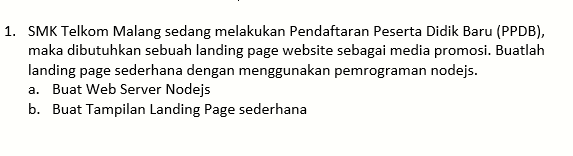 1. SMK Telkom Malang sedang melakukan Pendaftaran Peserta Didik Baru (PPDB),
maka dibutuhkan sebuah landing page website sebagai media promosi. Buatlah
landing page sederhana dengan menggunakan pemrograman nodejs.
a. Buat Web Server Nodejs
b. Buat Tampilan Landing Page sederhana